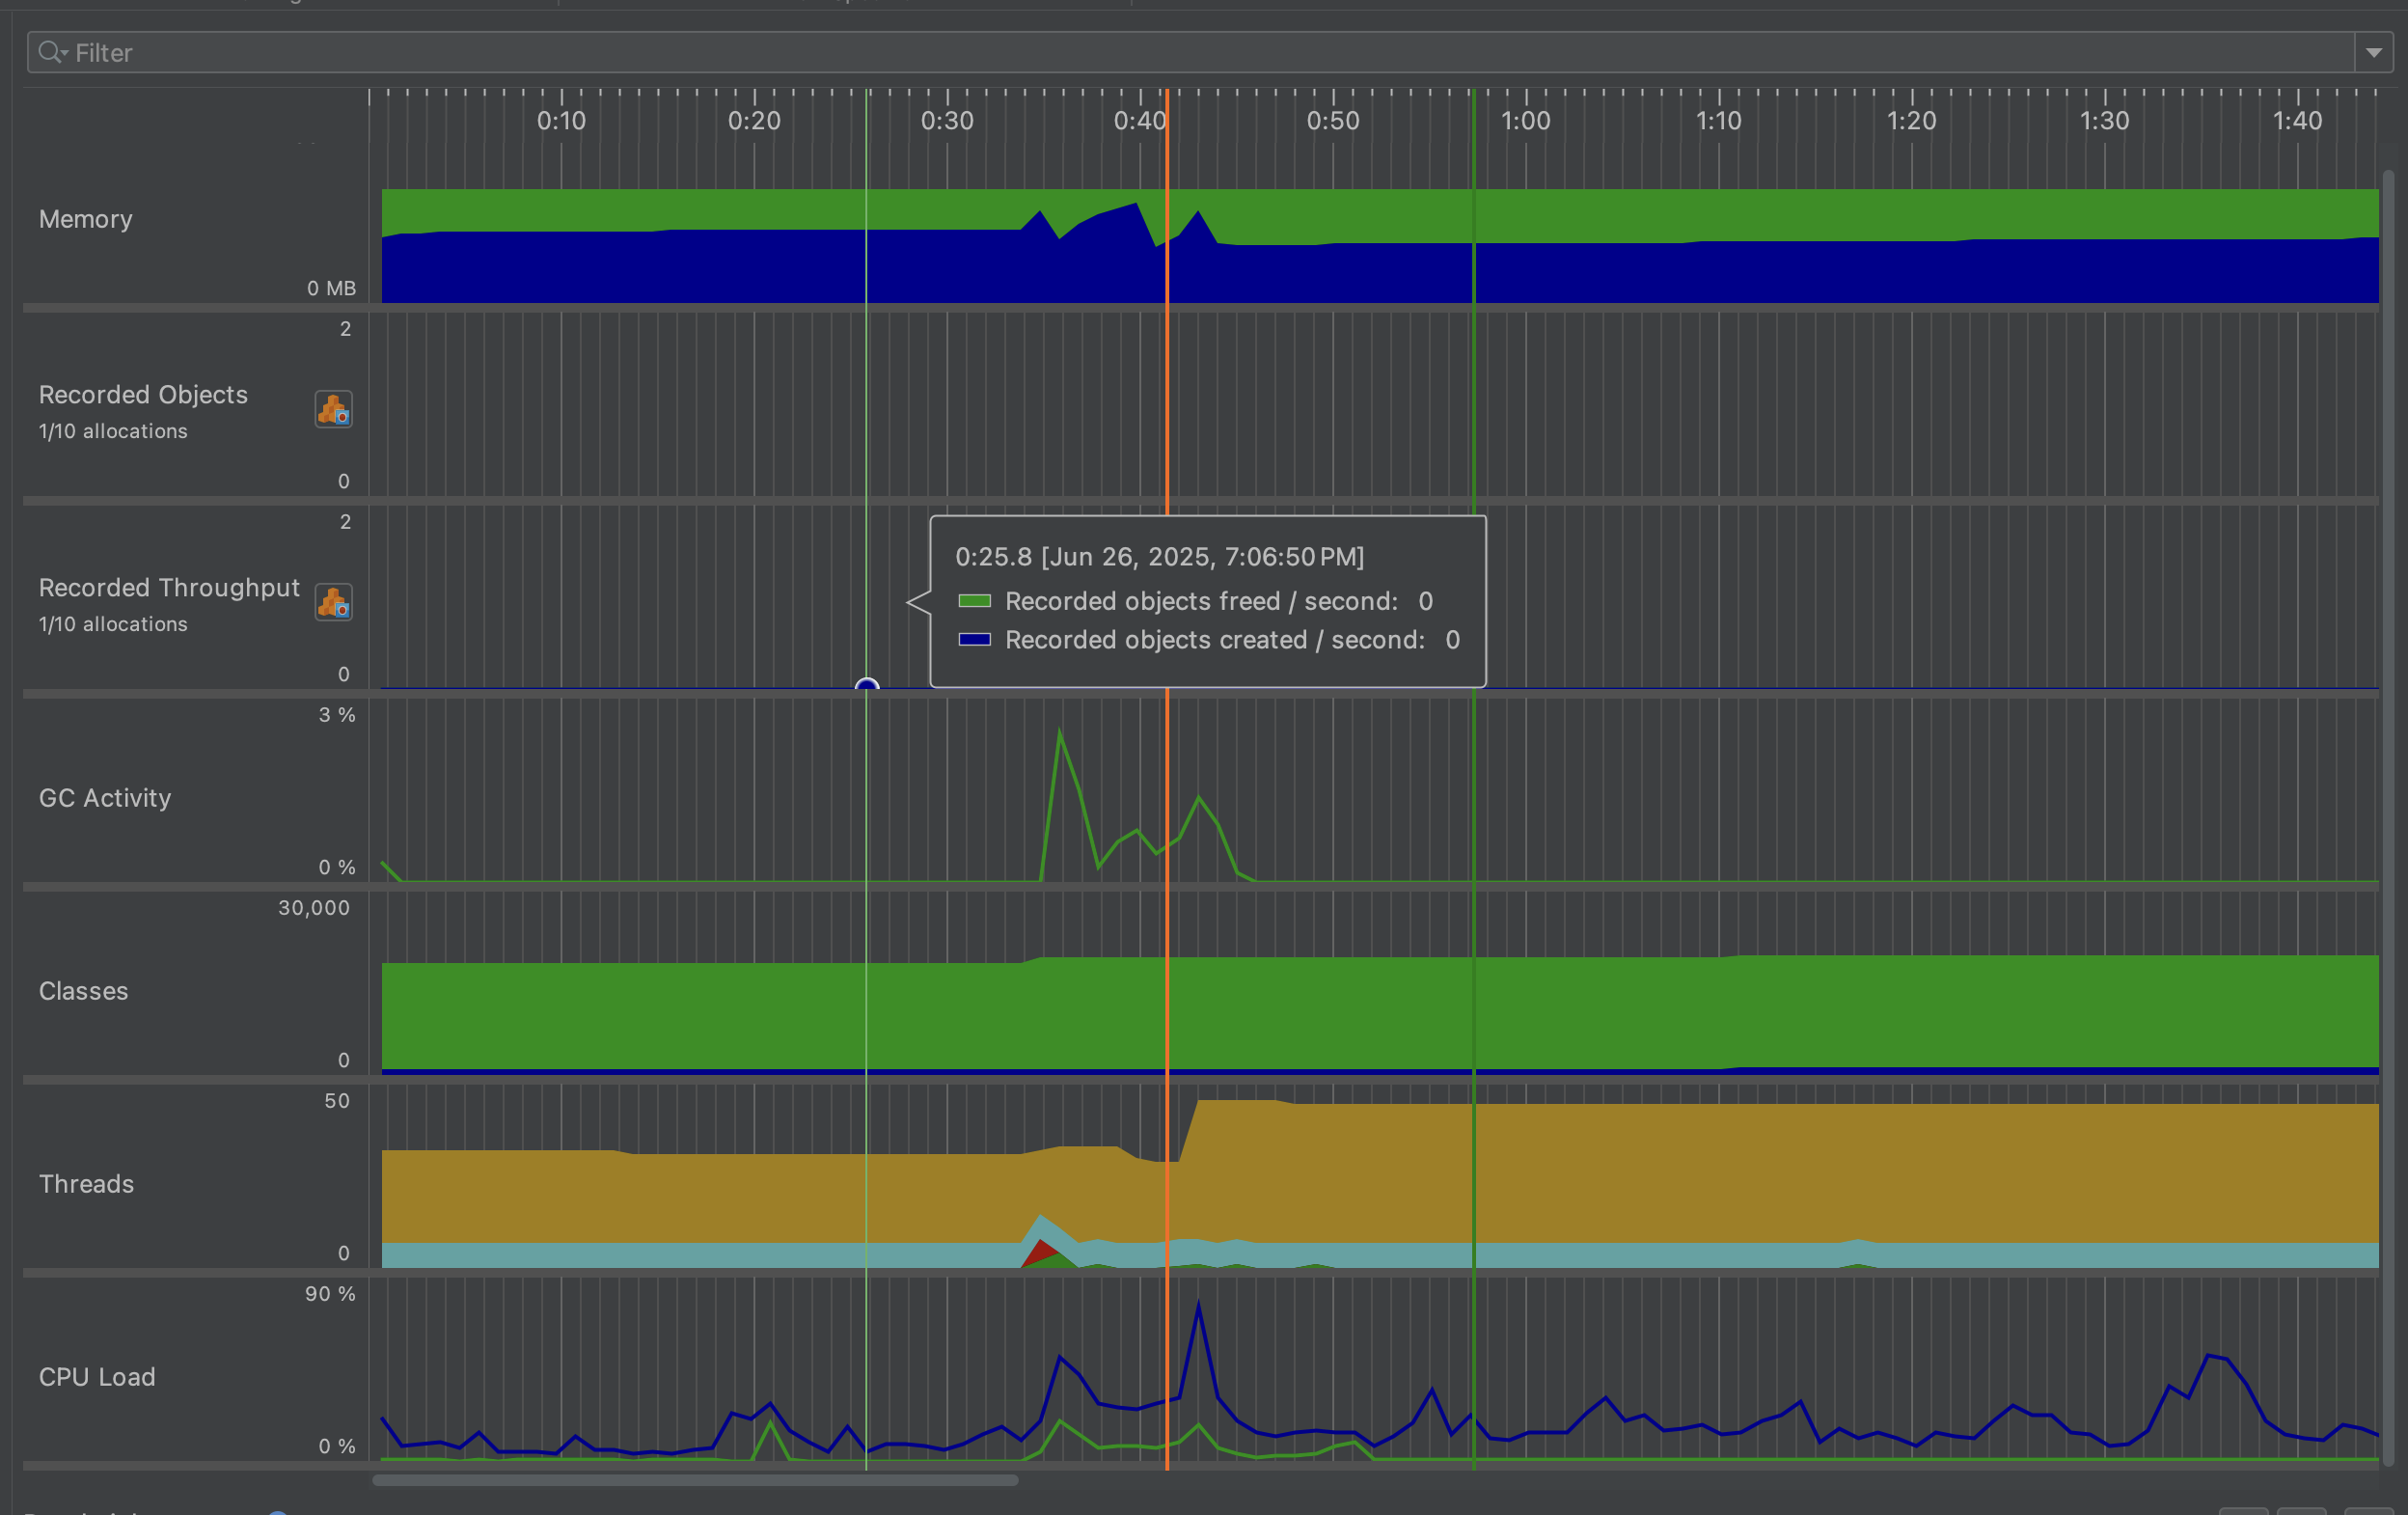 Filter
0:10 0:20 0:30 0:40 0:50 1:00 1:10 1:20 1:30 1:40
Memory
0 MB
2
Recorded Objects
1/10 allocations
0
2
Recorded Throughput
1/10 allocations
0
0:25.8 [Jun 26, 2025, 7:06:50 PM]
Recorded objects freed / second: 0
Recorded objects created / second: 0
3 %
GC Activity
0 %
30,000
Classes
0
50
Threads
0
90 %
CPU Load
0 %